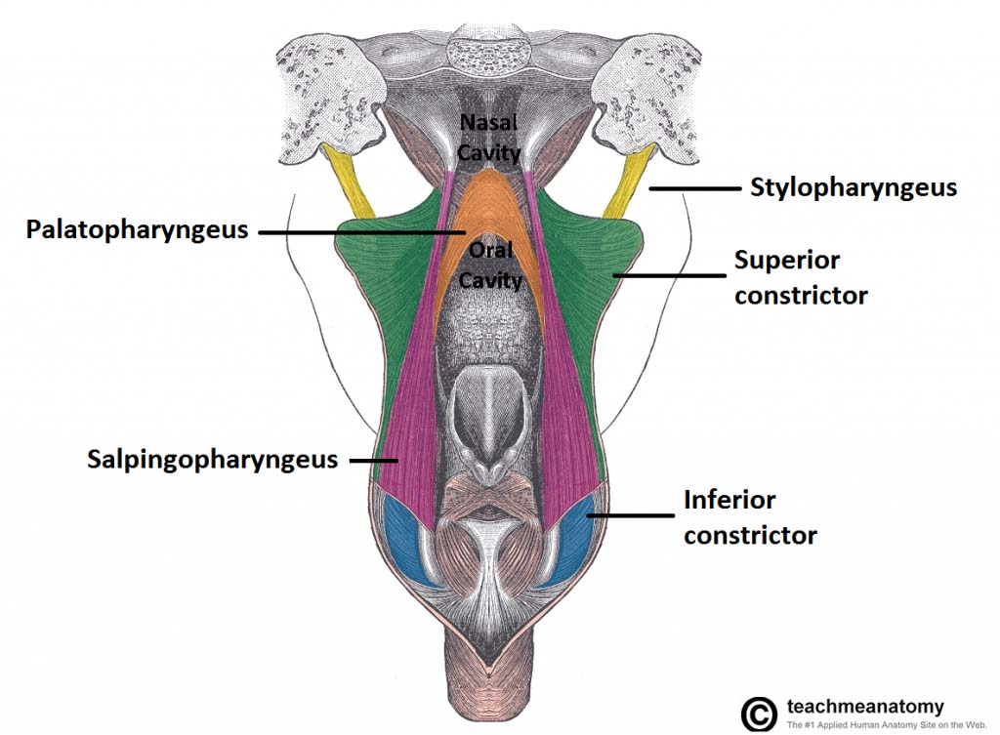 Nasal
Cavity
Stylopharyngeus
Palatopharyngeus
Oral
Cavity
Superior
constrictor
Salpingopharyngeus
Inferior
constrictor
© teachmeanatomy
The #1 Applied Human Anatomy Site on the Web.